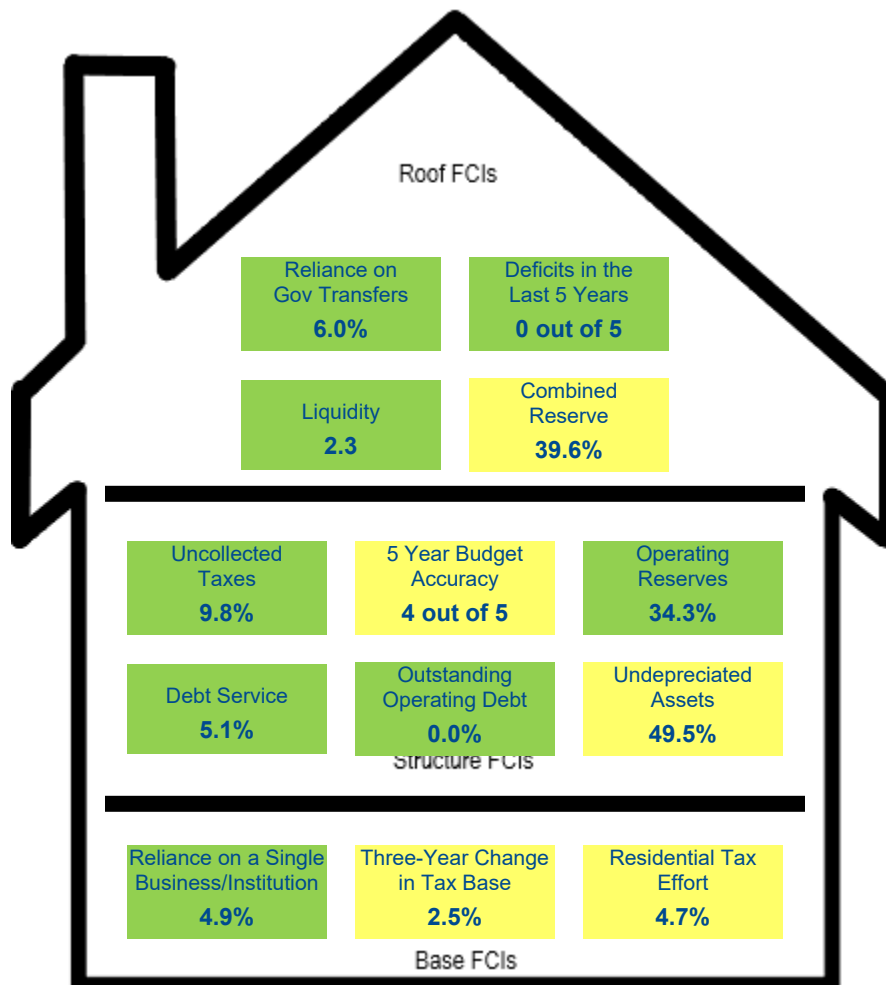 Roof FCIs
Reliance on
Gov Transfers
6.0%
Deficits in the
Last 5 Years
0 out of 5
Liquidity
2.3
Combined
Reserve
39.6%
Uncollected
Taxes
9.8%
5 Year Budget
Accuracy
4 out of 5
Operating
Reserves
34.3%
Debt Service
5.1%
Outstanding
Operating Debt
0.0%
Undepreciated
Assets
49.5%
Structure FCIs
Reliance on a Single
Business/Institution
4.9%
Three-Year Change
in Tax Base
2.5%
Residential Tax
Effort
4.7%
Base FCIs